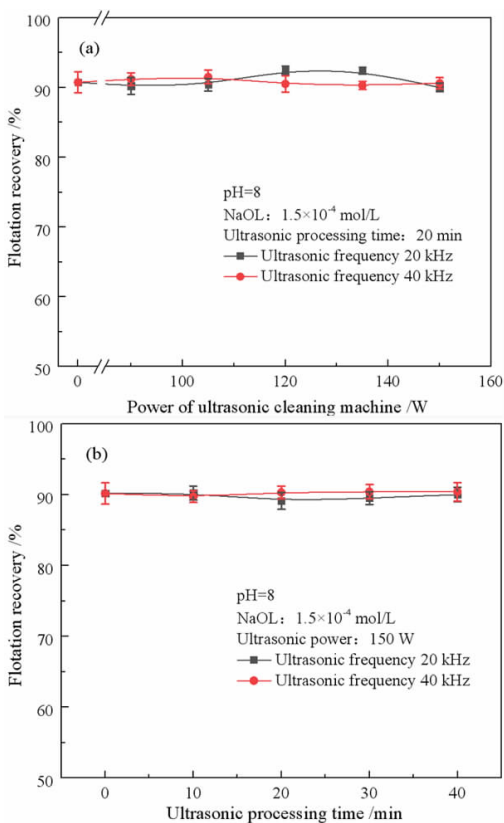 100
(a)
90
80
70
60
50
Flotation recovery /%
pH=8
NaOL：1.5×10⁻⁴ mol/L
Ultrasonic processing time：20 min
Ultrasonic frequency 20 kHz
Ultrasonic frequency 40 kHz
0 100 120 140 160
Power of ultrasonic cleaning machine /W
100
(b)
90
80
70
60
50
Flotation recovery /%
pH=8
NaOL：1.5×10⁻⁴ mol/L
Ultrasonic power：150 W
Ultrasonic frequency 20 kHz
Ultrasonic frequency 40 kHz
0 10 20 30 40
Ultrasonic processing time /min